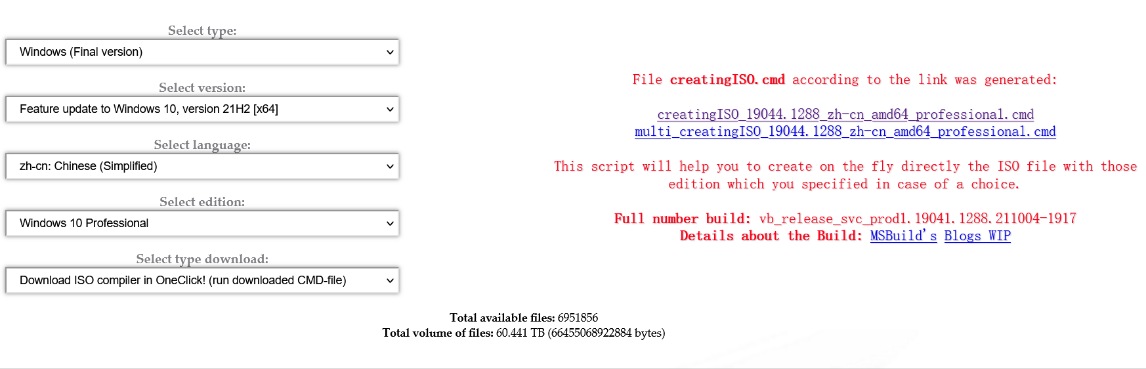 Select type:
Windows (Final version)
Select version:
Feature update to Windows 10, version 21H2 [x64]
Select language:
zh-cn: Chinese (Simplified)
Select edition:
Windows 10 Professional
Select type download:
Download ISO compiler in OneClick! (run downloaded CMD-file)
File creatingISO.cmd according to the link was generated:
creatingISO_19044.1288_zh-cn_amd64_professional.cmd
multi_creatingISO_19044.1288_zh-cn_amd64_professional.cmd
This script will help you to create on the fly directly the ISO file with those
edition which you specified in case of a choice.
Full number build: vb_release_svc_prod1.19041.1288.211004-1917
Details about the Build: MSBuild's Blogs WIP
Total available files: 6951856
Total volume of files: 60.441 TB (66455068922884 bytes)